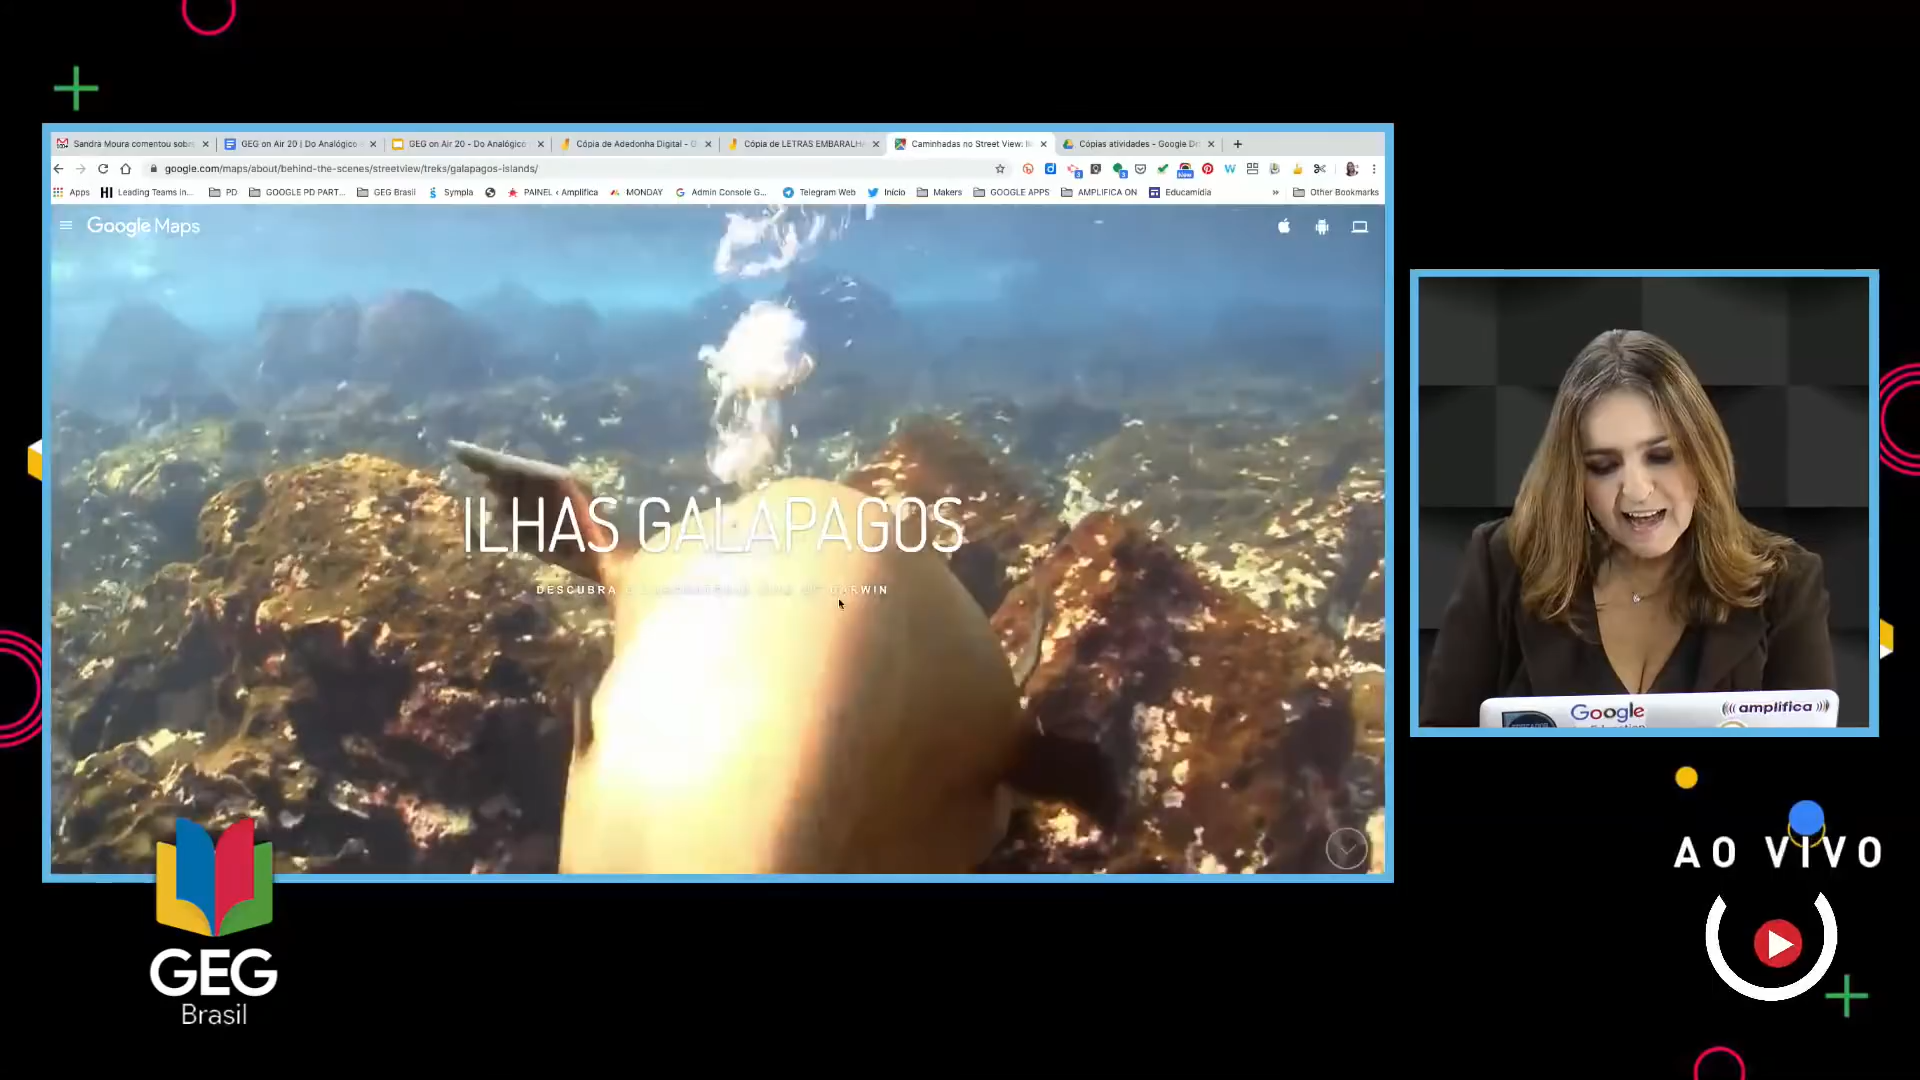 Sandra Moura comentou sobre
GEG on Air 20 | Do Analógico
GEG on Air 20 - Do Analógico
Cópia de Adedonha Digital -
Cópia de LETRAS EMBARALHA
Caminhadas no Street View:
Cópias atividades - Google Dr
google.com/maps/about/behind-the-scenes/streetview/treks/galapagos-islands/
Apps
Leading Teams In...
PD
GOOGLE PD PART...
GEG Brasil
Sympla
PAINEL ‹ Amplifica
MONDAY
Admin Console G...
Telegram Web
Início
Makers
GOOGLE APPS
AMPLIFICA ON
Educamídia
»
Other Bookmarks
Google Maps
ILHAS GALAPAGOS
DESCUBRA DARWIN
Google
amplifica
AO VIVO
GEG
Brasil